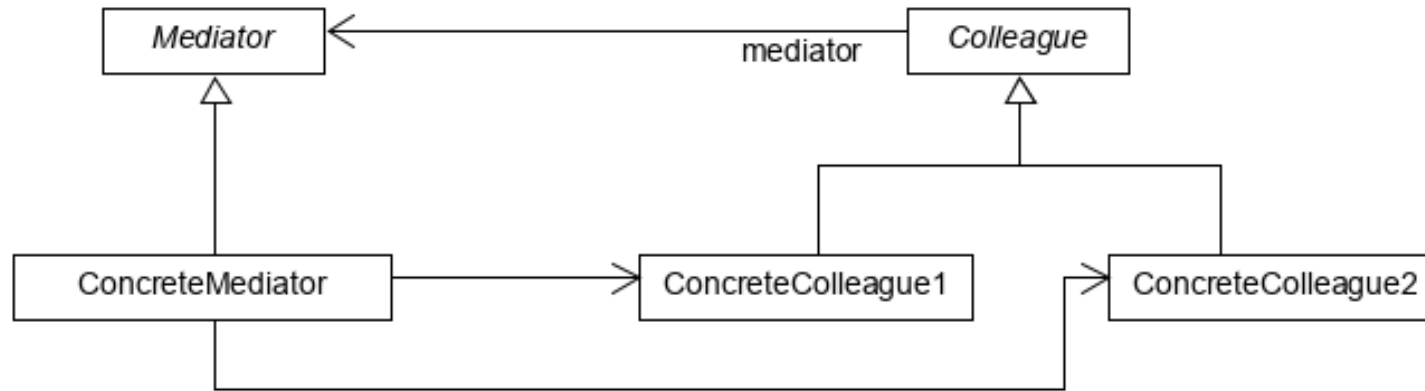 Mediator
Colleague
mediator
ConcreteMediator
ConcreteColleague1
ConcreteColleague2